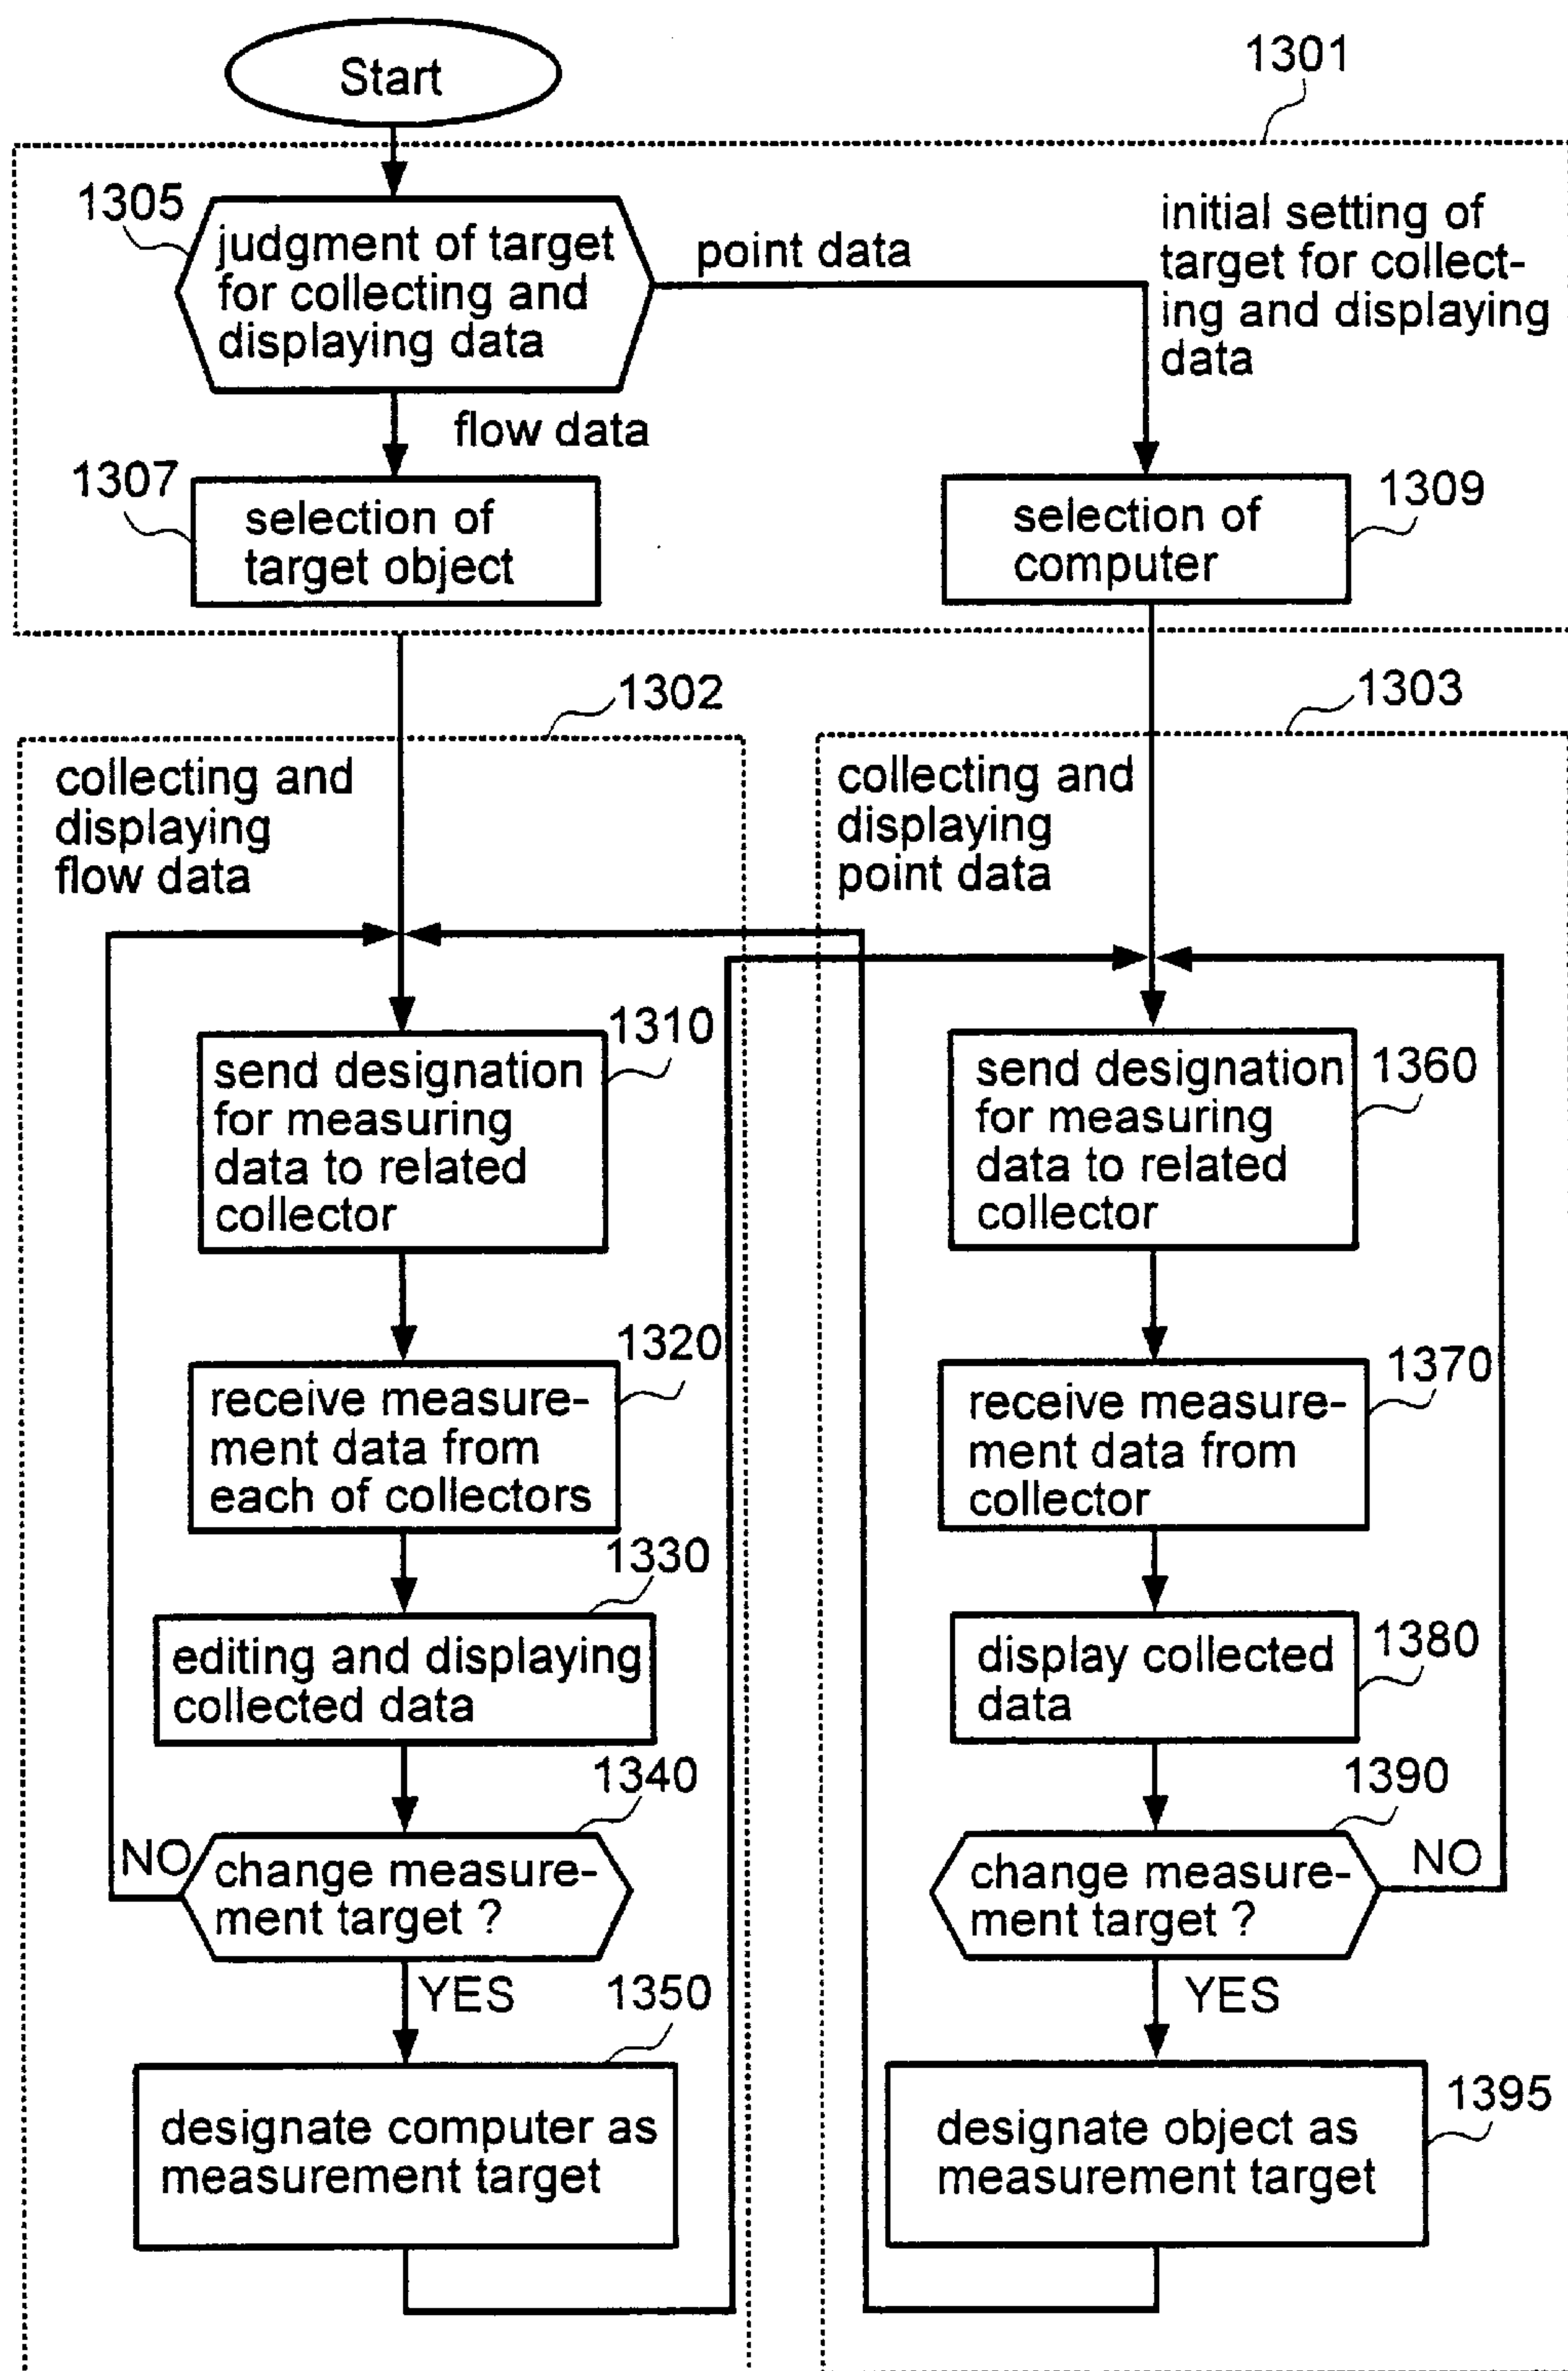 Start
1301
1305
judgment of target
for collecting and
displaying data
point data
initial setting of
target for collect-
ing and displaying
data
flow data
1307
selection of
target object
selection of
computer
1309
1302
1303
collecting and
displaying
flow data
collecting and
displaying
point data
1310
send designation
for measuring
data to related
collector
1360
send designation
for measuring
data to related
collector
1320
receive measure-
ment data from
each of collectors
1370
receive measure-
ment data from
collector
1330
editing and displaying
collected data
1380
display collected
data
1340
NO
change measure-
ment target ?
YES
1390
change measure-
ment target ?
NO
YES
1350
designate computer as
measurement target
1395
designate object as
measurement target